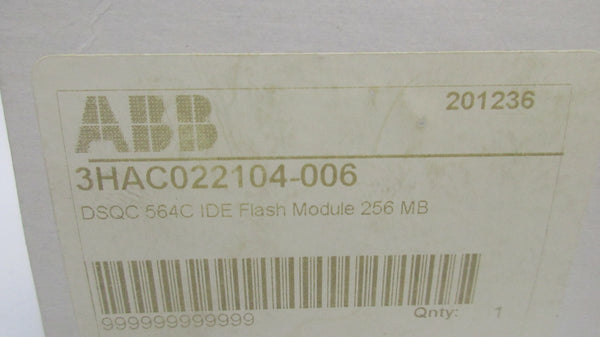 ABB 201236
3HAC022104-006
DSQC 564C IDE Flash Module 256 MB
999999999999 Qnty: 1